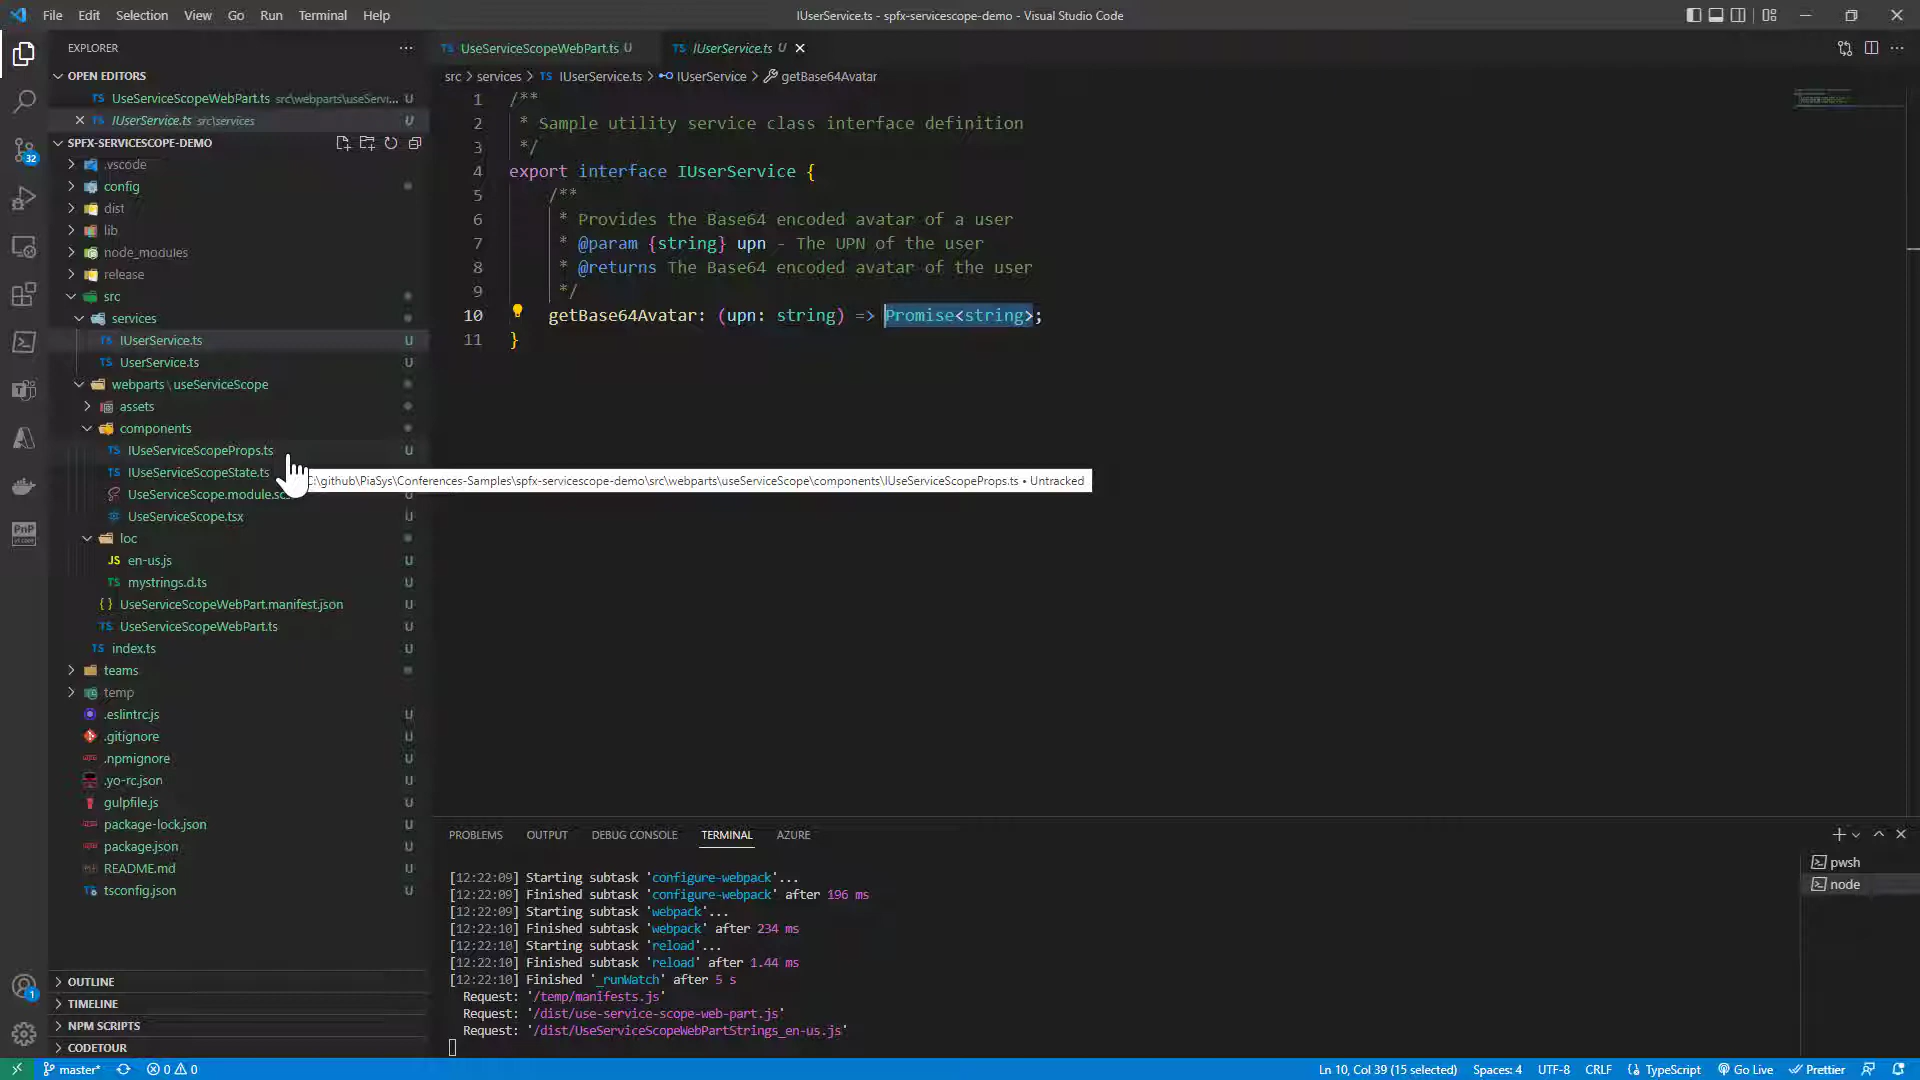 File Edit Selection View Go Run Terminal Help
IUserService.ts - spfx-servicescope-demo - Visual Studio Code
EXPLORER
OPEN EDITORS
UseServiceScopeWebPart.ts src\webparts\useServi... U
IUserService.ts src\services U
SPFX-SERVICESCOPE-DEMO
.vscode
config
dist
lib
node_modules
release
src
services
IUserService.ts U
UserService.ts U
webparts \ useServiceScope
assets
components
IUseServiceScopeProps.ts U
IUseServiceScopeState.ts
UseServiceScope.module.sc
UseServiceScope.tsx U
loc
JS en-us.js U
TS mystrings.d.ts U
{} UseServiceScopeWebPart.manifest.json U
TS UseServiceScopeWebPart.ts U
TS index.ts U
teams
temp
.eslintrc.js U
.gitignore U
.npmignore U
.yo-rc.json U
gulpfile.js U
package-lock.json U
package.json U
README.md U
tsconfig.json U
OUTLINE
TIMELINE
NPM SCRIPTS
CODETOUR
32
PnP
1
TS UseServiceScopeWebPart.ts U
TS IUserService.ts U
src > services > TS IUserService.ts > IUserService > getBase64Avatar
1 /**
2 * Sample utility service class interface definition
3 */
4 export interface IUserService {
5 /**
6 * Provides the Base64 encoded avatar of a user
7 * @param {string} upn - The UPN of the user
8 * @returns The Base64 encoded avatar of the user
9 */
10 getBase64Avatar: (upn: string) => Promise<string>;
11 }
C:\github\PiaSys\Conferences-Samples\spfx-servicescope-demo\src\webparts\useServiceScope\components\IUseServiceScopeProps.ts • Untracked
PROBLEMS OUTPUT DEBUG CONSOLE TERMINAL AZURE
[12:22:09] Starting subtask 'configure-webpack'...
[12:22:09] Finished subtask 'configure-webpack' after 196 ms
[12:22:09] Starting subtask 'webpack'...
[12:22:10] Finished subtask 'webpack' after 234 ms
[12:22:10] Starting subtask 'reload'...
[12:22:10] Finished subtask 'reload' after 1.44 ms
[12:22:10] Finished '_runWatch' after 5 s
Request: '/temp/manifests.js'
Request: '/dist/use-service-scope-web-part.js'
Request: '/dist/UseServiceScopeWebPartStrings_en-us.js'
pwsh
node
master* 0 0
Ln 10, Col 39 (15 selected) Spaces: 4 UTF-8 CRLF {} TypeScript Go Live Prettier